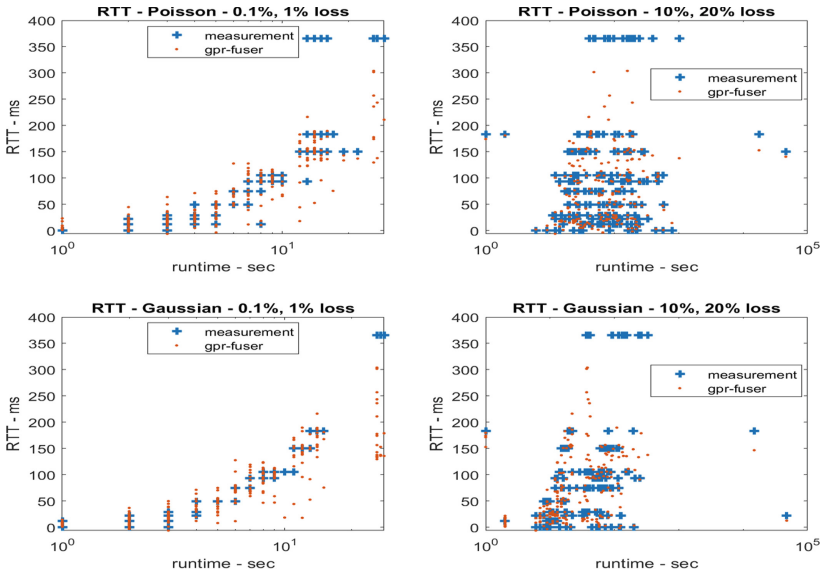 RTT - Poisson - 0.1%, 1% loss
400
350
300
250
200
150
100
50
0
RTT - ms
measurement
gpr-fuser
10^0
10^1
runtime - sec
RTT - Poisson - 10%, 20% loss
400
350
300
250
200
150
100
50
0
RTT - ms
measurement
gpr-fuser
10^0
10^5
runtime - sec
RTT - Gaussian - 0.1%, 1% loss
400
350
300
250
200
150
100
50
0
RTT - ms
measurement
gpr-fuser
10^0
10^1
runtime - sec
RTT - Gaussian - 10%, 20% loss
400
350
300
250
200
150
100
50
0
RTT - ms
measurement
gpr-fuser
10^0
10^5
runtime - sec